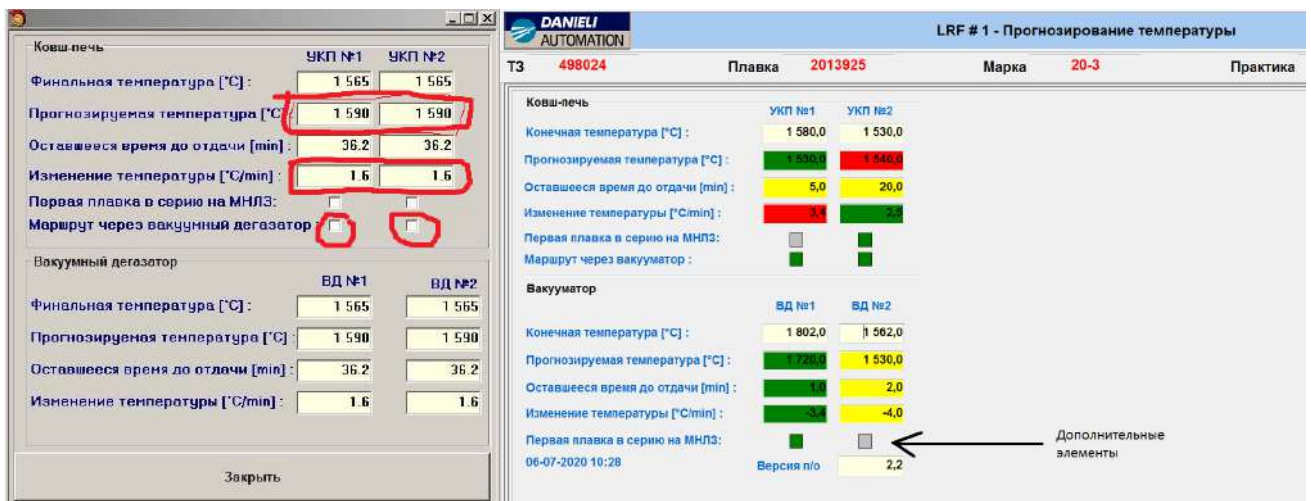 Ковш-печь
УКП №1 УКП №2
Финальная температура [°C] : 1 565 1 565
Прогнозируемая температура [°C] : 1 590 1 590
Оставшееся время до отдачи [min] : 36.2 36.2
Изменение температуры [°C/min] : 1.6 1.6
Первая плавка в серию на МНЛЗ:
Маршрут через вакуумный дегазатор :
Вакуумный дегазатор
ВД №1 ВД №2
Финальная температура [°C] : 1 565 1 565
Прогнозируемая температура [°C] : 1 590 1 590
Оставшееся время до отдачи [min] : 36.2 36.2
Изменение температуры [°C/min] : 1.6 1.6
Закрыть
DANIELI
AUTOMATION
LRF # 1 - Прогнозирование температуры
ТЗ 498024 Плавка 2013925 Марка 20-3 Практика
Ковш-печь
УКП №1 УКП №2
Конечная температура [°C] : 1 580,0 1 530,0
Прогнозируемая температура [°C] : 1 530,0 1 540,0
Оставшееся время до отдачи [min] : 5,0 20,0
Изменение температуры [°C/min] : 3,4 2,5
Первая плавка в серию на МНЛЗ:
Маршрут через вакууматор :
Вакууматор
ВД №1 ВД №2
Конечная температура [°C] : 1 802,0 1 562,0
Прогнозируемая температура [°C] : 1 720,0 1 530,0
Оставшееся время до отдачи [min] : 1,0 2,0
Изменение температуры [°C/min] : -3,4 -4,0
Первая плавка в серию на МНЛЗ:
Дополнительные
элементы
06-07-2020 10:28 Версия п/о 2,2